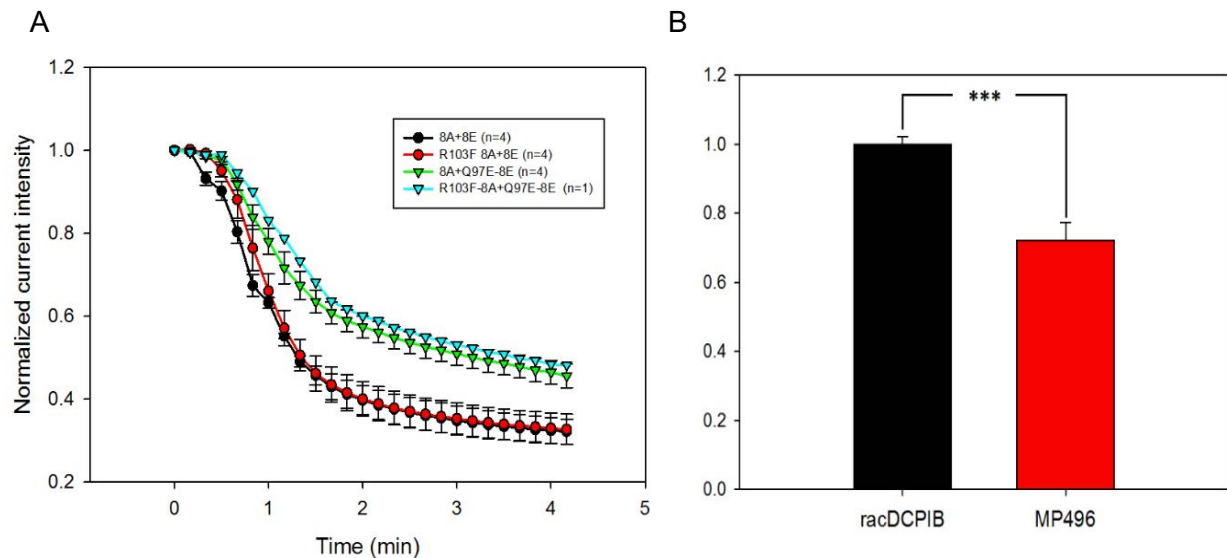 A
B
1.2
1.0
0.8
0.6
0.4
0.2
Normalized current intensity
8A+8E (n=4)
R103F 8A+8E (n=4)
8A+Q97E-8E (n=4)
R103F-8A+Q97E-8E (n=1)
0 1 2 3 4 5
Time (min)
1.2
1.0
0.8
0.6
0.4
0.2
0.0
***
racDCPIB MP496